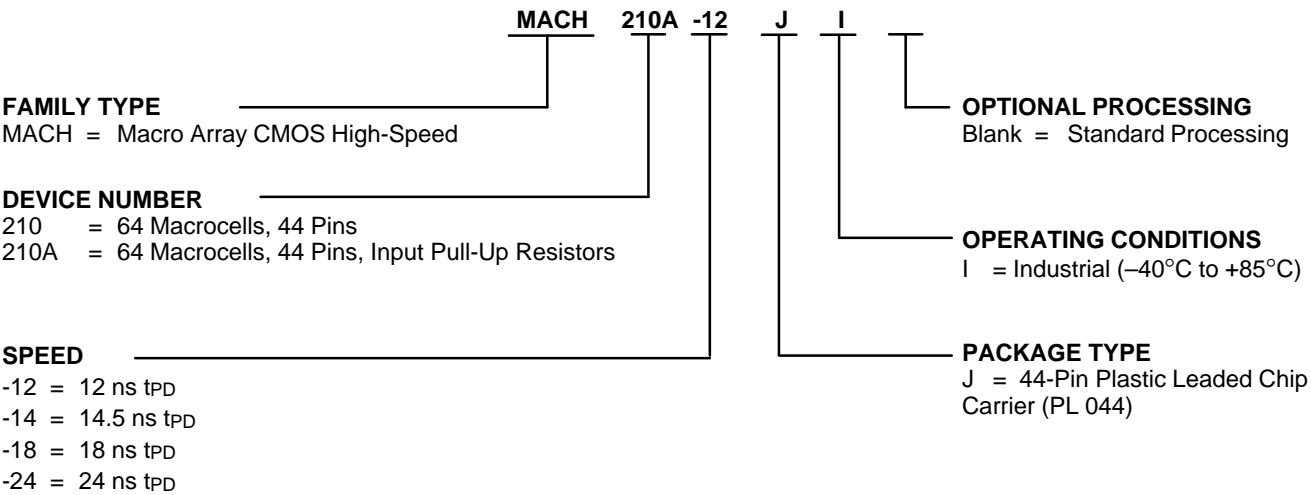 MACH 210A -12 J I
FAMILY TYPE
MACH = Macro Array CMOS High-Speed
DEVICE NUMBER
210 = 64 Macrocells, 44 Pins
210A = 64 Macrocells, 44 Pins, Input Pull-Up Resistors
SPEED
-12 = 12 ns tPD
-14 = 14.5 ns tPD
-18 = 18 ns tPD
-24 = 24 ns tPD
OPTIONAL PROCESSING
Blank = Standard Processing
OPERATING CONDITIONS
I = Industrial (–40°C to +85°C)
PACKAGE TYPE
J = 44-Pin Plastic Leaded Chip
Carrier (PL 044)